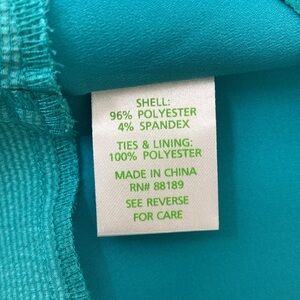 SHELL:
96% POLYESTER
4% SPANDEX
TIES & LINING:
100% POLYESTER
MADE IN CHINA
RN# 88189
SEE REVERSE
FOR CARE